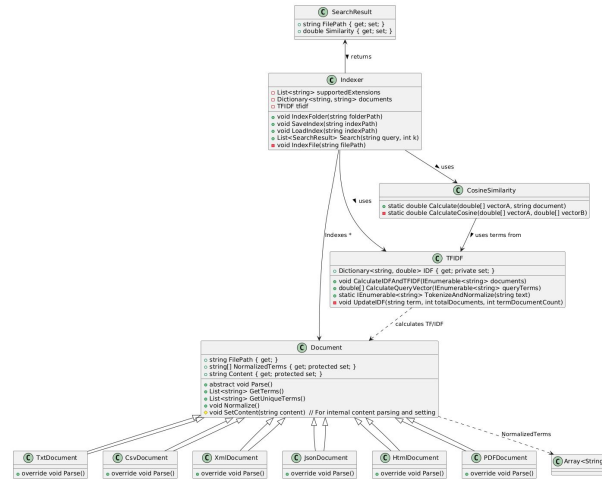 C SearchResult
string FilePath { get; set; }
double Similarity { get; set; }
returns
C Indexer
List<string> supportedExtensions
Dictionary<string, string> documents
TFIDF tfidf
void IndexFolder(string folderPath)
void SaveIndex(string indexPath)
void LoadIndex(string indexPath)
List<SearchResult> Search(string query, int k)
void IndexFile(string filePath)
uses
C CosineSimilarity
static double Calculate(double[] vectorA, string document)
static double CalculateCosine(double[] vectorA, double[] vectorB)
uses
Indexes *
uses terms from
C TFIDF
Dictionary<string, double> IDF { get; private set; }
void CalculateIDFAndTFIDF(IEnumerable<string> documents)
double[] CalculateQueryVector(IEnumerable<string> queryTerms)
static IEnumerable<string> TokenizeAndNormalize(string text)
void UpdateIDF(string term, int totalDocuments, int termDocumentCount)
calculates TF/IDF
C Document
string FilePath { get; }
string[] NormalizedTerms { get; protected set; }
string Content { get; protected set; }
abstract void Parse()
List<string> GetTerms()
List<string> GetUniqueTerms()
void Normalize()
void SetContent(string content) // For internal content parsing and setting
NormalizedTerms
C TxtDocument
override void Parse()
C CsvDocument
override void Parse()
C XmlDocument
override void Parse()
C JsonDocument
override void Parse()
C HtmlDocument
override void Parse()
C PDFDocument
override void Parse()
C Array<String